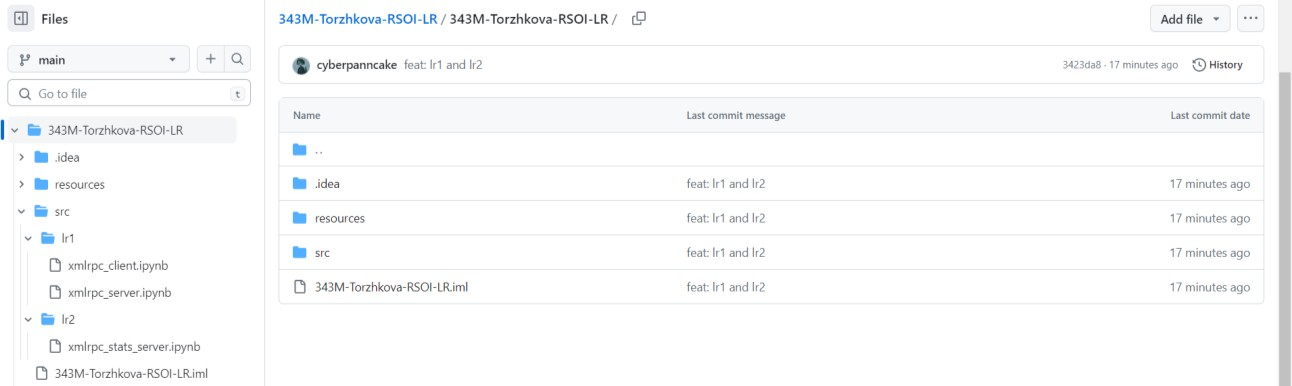 Files
main
Go to file
t
343M-Torzhkova-RSOI-LR
.idea
resources
src
lr1
xmlrpc_client.ipynb
xmlrpc_server.ipynb
lr2
xmlrpc_stats_server.ipynb
343M-Torzhkova-RSOI-LR.iml
343M-Torzhkova-RSOI-LR / 343M-Torzhkova-RSOI-LR /
Add file
cyberpanncake feat: lr1 and lr2 3423da8 · 17 minutes ago History
Name Last commit message Last commit date
..
.idea feat: lr1 and lr2 17 minutes ago
resources feat: lr1 and lr2 17 minutes ago
src feat: lr1 and lr2 17 minutes ago
343M-Torzhkova-RSOI-LR.iml feat: lr1 and lr2 17 minutes ago